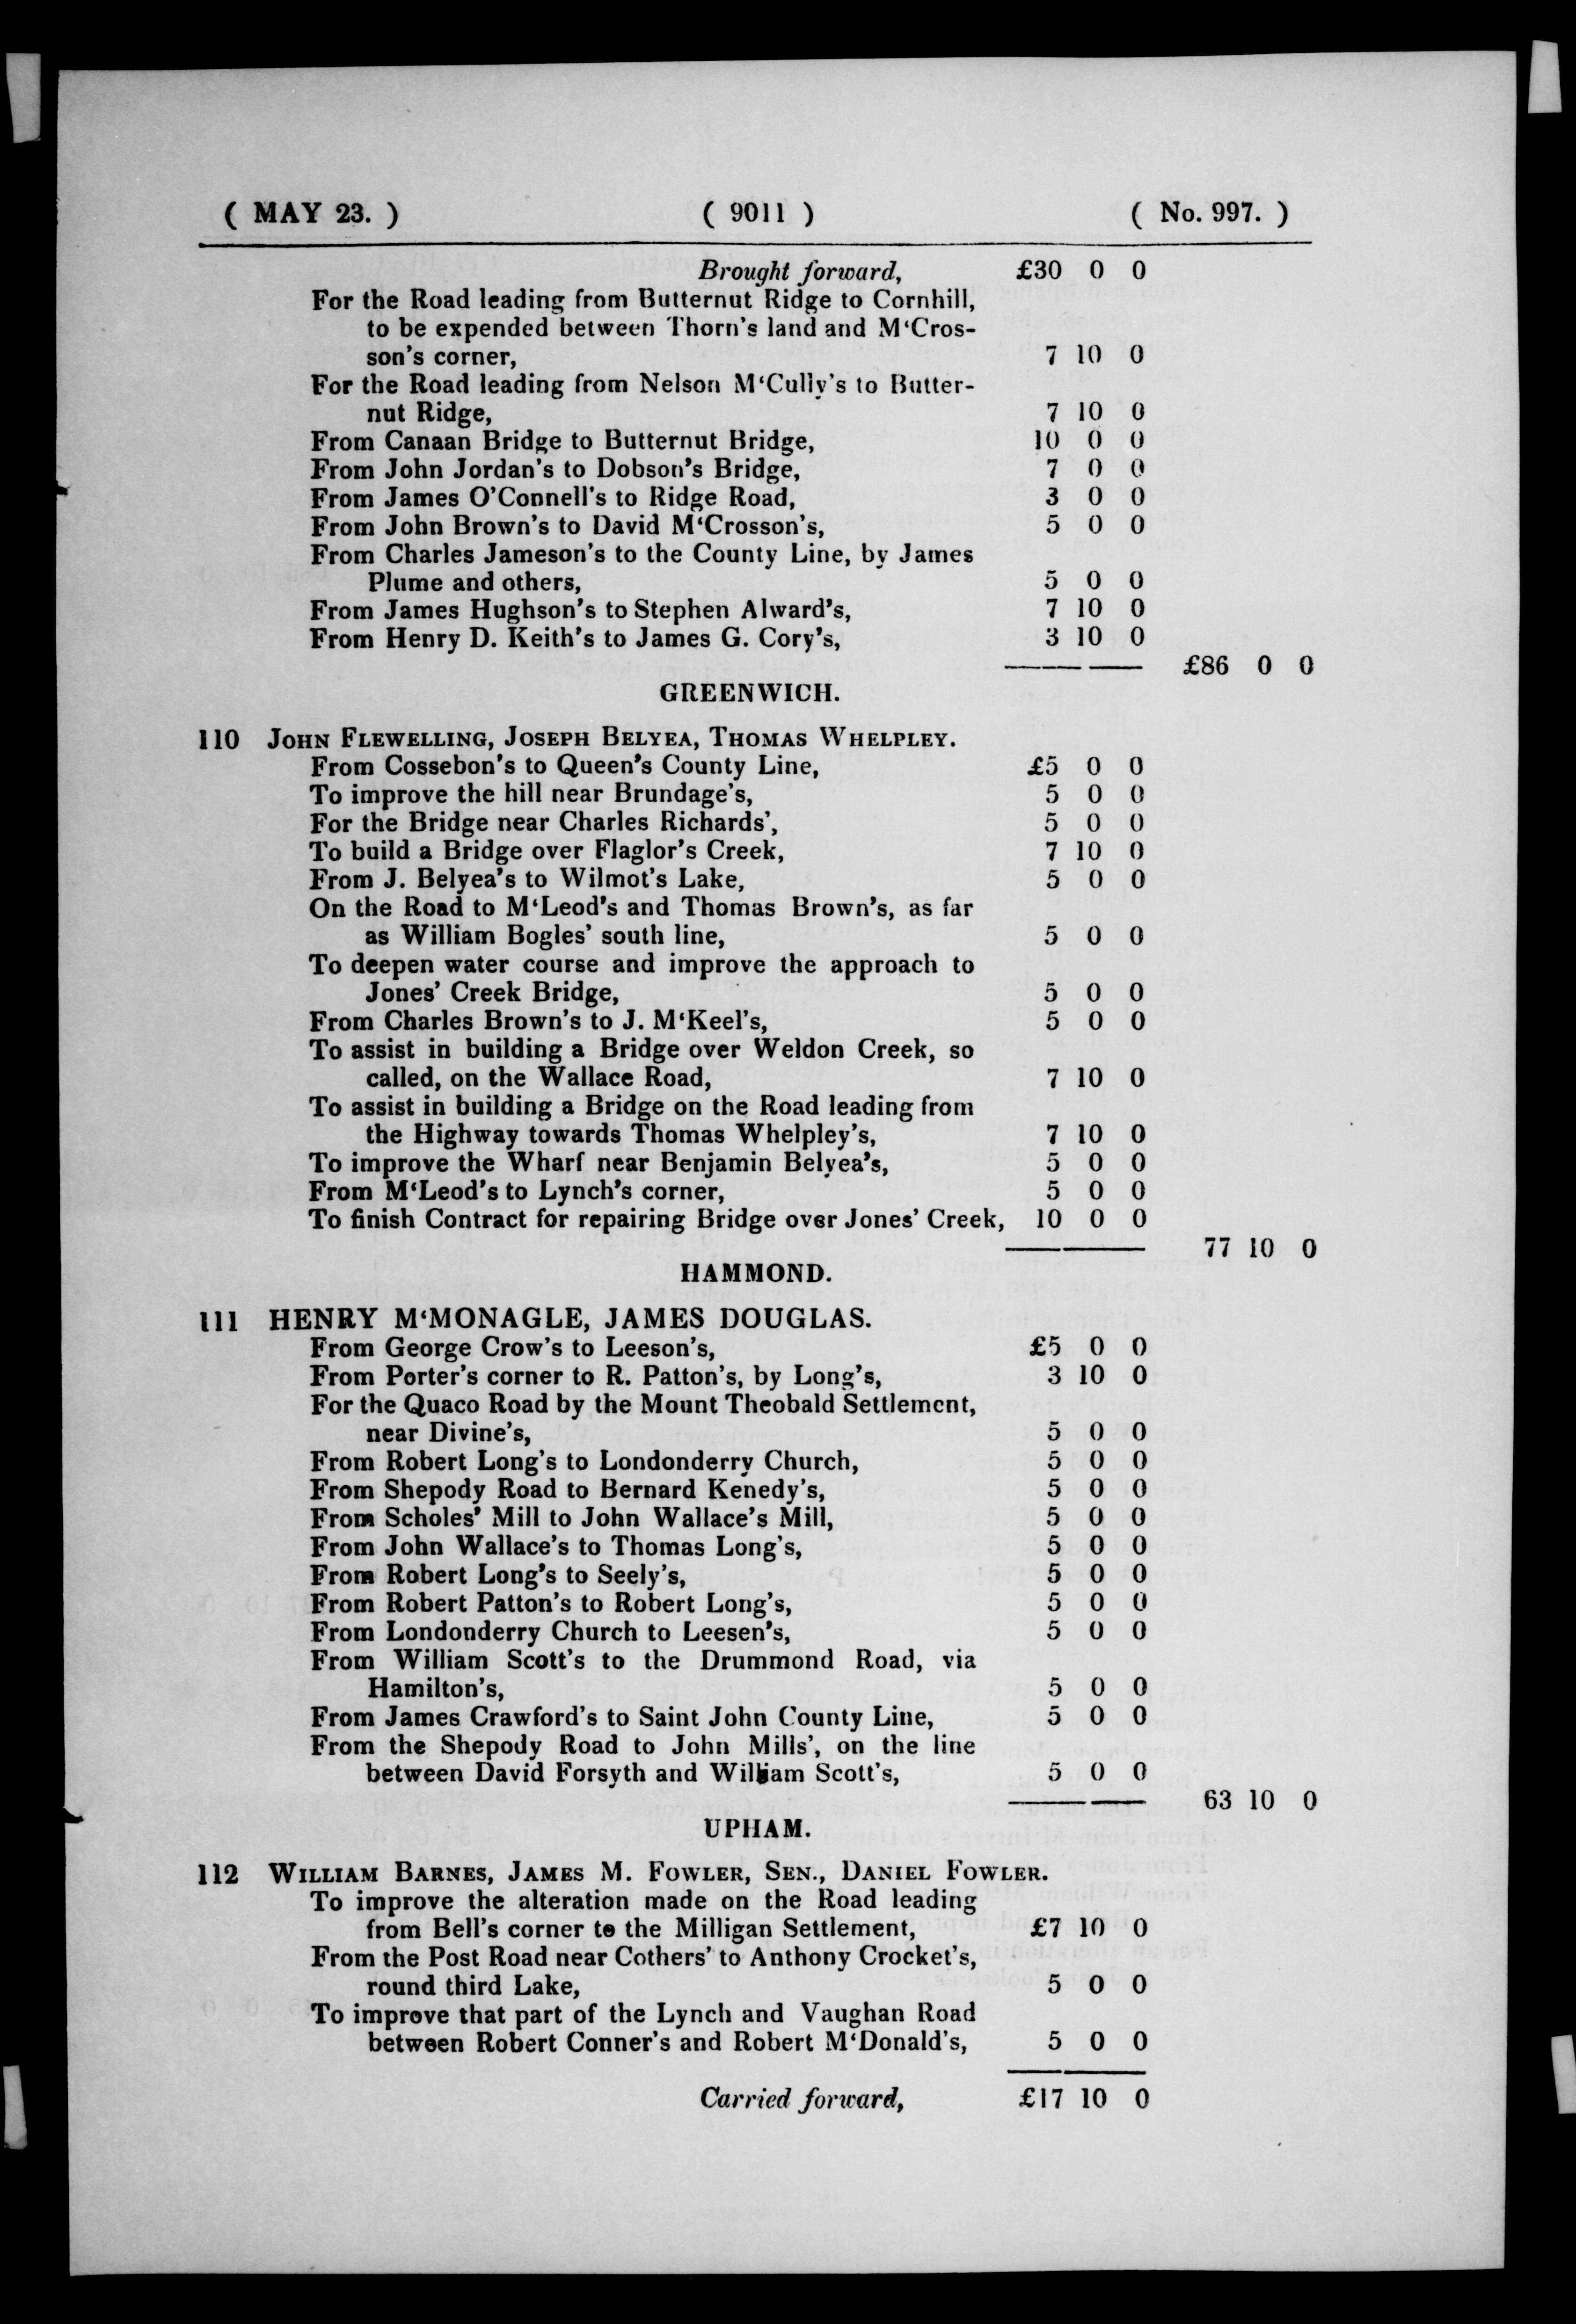 ( MAY 23. ) ( 9011 ) ( No. 997. )
Brought forward, £30 0 0
For the Road leading from Butternut Ridge to Cornhill,
to be expended between Thorn's land and M‘Cros-
son's corner, 7 10 0
For the Road leading from Nelson M‘Cully's to Butter-
nut Ridge, 7 10 0
From Canaan Bridge to Butternut Bridge, 10 0 0
From John Jordan's to Dobson's Bridge, 7 0 0
From James O'Connell's to Ridge Road, 3 0 0
From John Brown's to David M‘Crosson's, 5 0 0
From Charles Jameson's to the County Line, by James
Plume and others, 5 0 0
From James Hughson's to Stephen Alward's, 7 10 0
From Henry D. Keith's to James G. Cory's, 3 10 0
£86 0 0
GREENWICH.
110 JOHN FLEWELLING, JOSEPH BELYEA, THOMAS WHELPLEY.
From Cossebon's to Queen's County Line, £5 0 0
To improve the hill near Brundage's, 5 0 0
For the Bridge near Charles Richards', 5 0 0
To build a Bridge over Flaglor's Creek, 7 10 0
From J. Belyea's to Wilmot's Lake, 5 0 0
On the Road to M‘Leod's and Thomas Brown's, as far
as William Bogles' south line, 5 0 0
To deepen water course and improve the approach to
Jones' Creek Bridge, 5 0 0
From Charles Brown's to J. M‘Keel's, 5 0 0
To assist in building a Bridge over Weldon Creek, so
called, on the Wallace Road, 7 10 0
To assist in building a Bridge on the Road leading from
the Highway towards Thomas Whelpley's, 7 10 0
To improve the Wharf near Benjamin Belyea's, 5 0 0
From M‘Leod's to Lynch's corner, 5 0 0
To finish Contract for repairing Bridge over Jones' Creek, 10 0 0
77 10 0
HAMMOND.
111 HENRY M‘MONAGLE, JAMES DOUGLAS.
From George Crow's to Leeson's, £5 0 0
From Porter's corner to R. Patton's, by Long's, 3 10 0
For the Quaco Road by the Mount Theobald Settlement,
near Divine's, 5 0 0
From Robert Long's to Londonderry Church, 5 0 0
From Shepody Road to Bernard Kenedy's, 5 0 0
From Scholes' Mill to John Wallace's Mill, 5 0 0
From John Wallace's to Thomas Long's, 5 0 0
From Robert Long's to Seely's, 5 0 0
From Robert Patton's to Robert Long's, 5 0 0
From Londonderry Church to Leesen's, 5 0 0
From William Scott's to the Drummond Road, via
Hamilton's, 5 0 0
From James Crawford's to Saint John County Line, 5 0 0
From the Shepody Road to John Mills', on the line
between David Forsyth and William Scott's, 5 0 0
63 10 0
UPHAM.
112 WILLIAM BARNES, JAMES M. FOWLER, SEN., DANIEL FOWLER.
To improve the alteration made on the Road leading
from Bell's corner to the Milligan Settlement, £7 10 0
From the Post Road near Cothers' to Anthony Crocket's,
round third Lake, 5 0 0
To improve that part of the Lynch and Vaughan Road
between Robert Conner's and Robert M‘Donald's, 5 0 0
Carried forward, £17 10 0